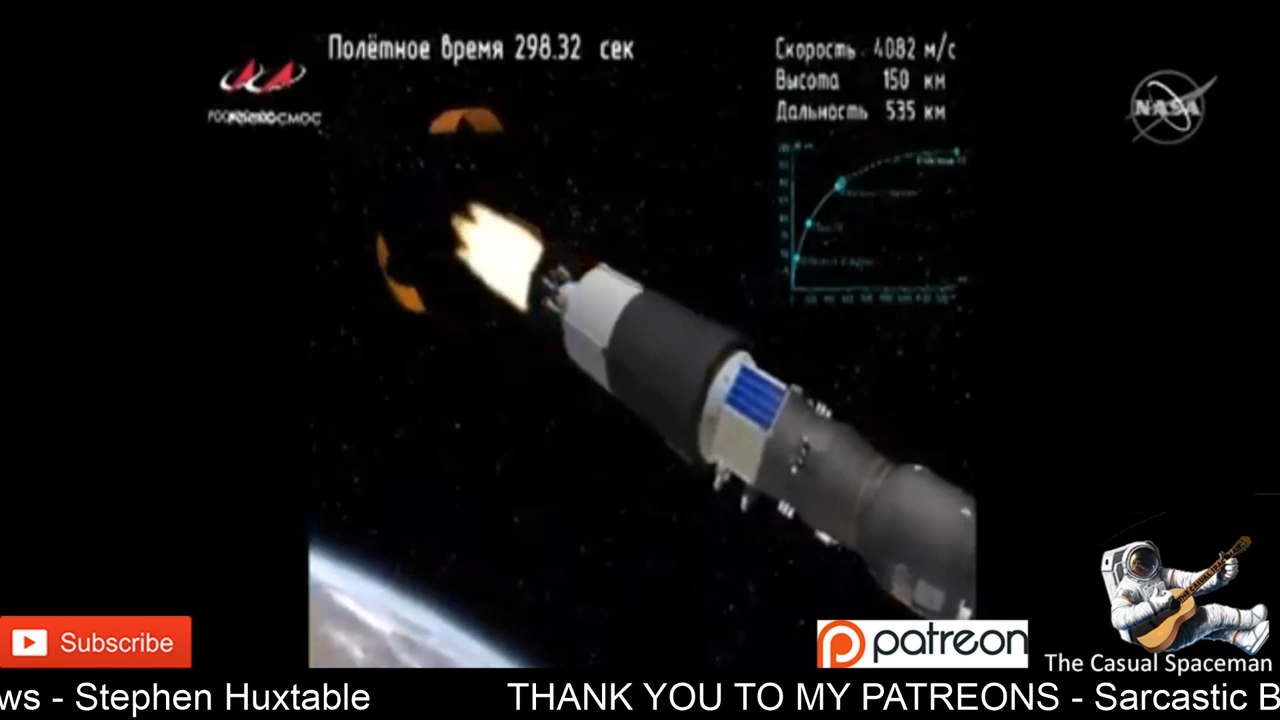 Полётное время 298.32 сек
Скорость 4082 м/с
Высота 150 км
Дальность 535 км
NASA
Subscribe
patreon
The Casual Spaceman
ws - Stephen Huxtable THANK YOU TO MY PATREONS - Sarcastic B